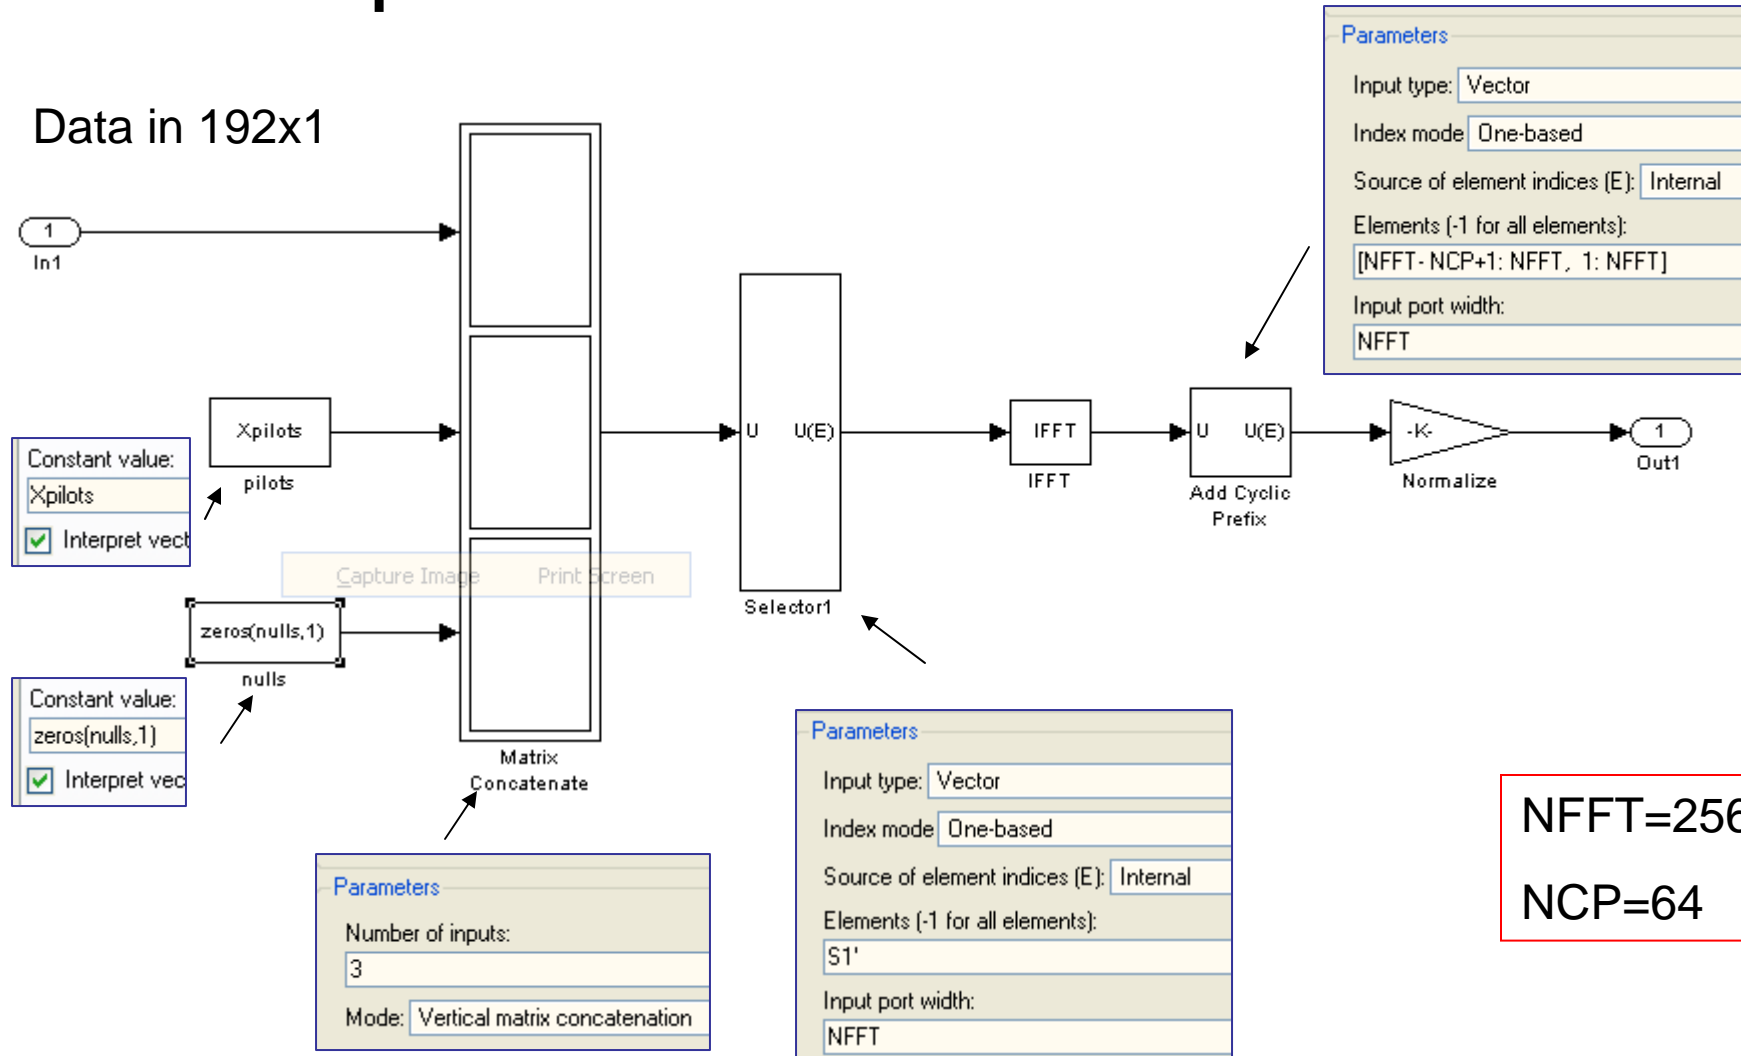 Data in 192x1
1
In1
Xpilots
pilots
Constant value:
Xpilots
Interpret vect
zeros(nulls,1)
nulls
Constant value:
zeros(nulls,1)
Interpret vec
Capture Image Print Screen
Matrix
Concatenate
Parameters
Number of inputs:
3
Mode: Vertical matrix concatenation
U U(E)
Selector1
Parameters
Input type: Vector
Index mode One-based
Source of element indices (E): Internal
Elements (-1 for all elements):
S1'
Input port width:
NFFT
IFFT
IFFT
U U(E)
Add Cyclic
Prefix
Parameters
Input type: Vector
Index mode One-based
Source of element indices (E): Internal
Elements (-1 for all elements):
[NFFT- NCP+1: NFFT, 1: NFFT]
Input port width:
NFFT
-K-
Normalize
1
Out1
NFFT=256
NCP=64